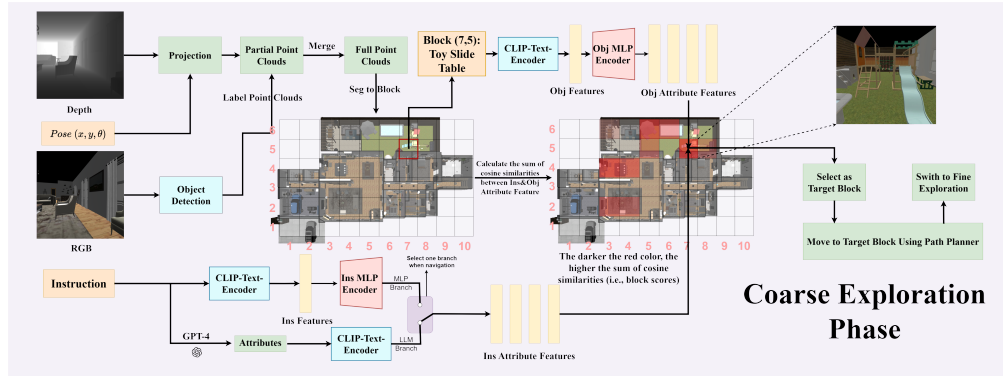 Depth
Pose (x, y, θ)
RGB
Projection
Partial Point
Clouds
Merge
Full Point
Clouds
Label Point Clouds
Seg to Block
Object
Detection
Block (7,5):
Toy Slide
Table
CLIP-Text-
Encoder
Obj Features
Obj MLP
Encoder
Obj Attribute Features
6
5
4
3
2
1
1 2 3 4 5 6 7 8 9 10
Calculate the sum of
cosine similarities
between Ins&Obj
Attribute Feature
6
5
4
3
2
1
1 2 3 4 5 6 7 8 9 10
The darker the red color, the
higher the sum of cosine
similarities (i.e., block scores)
Select as
Target Block
Swith to Fine
Exploration
Move to Target Block Using Path Planner
Instruction
CLIP-Text-
Encoder
Ins Features
Ins MLP
Encoder
MLP
Branch
Select one branch
when navigation
GPT-4
Attributes
CLIP-Text-
Encoder
LLM
Branch
Ins Attribute Features
Coarse Exploration
Phase